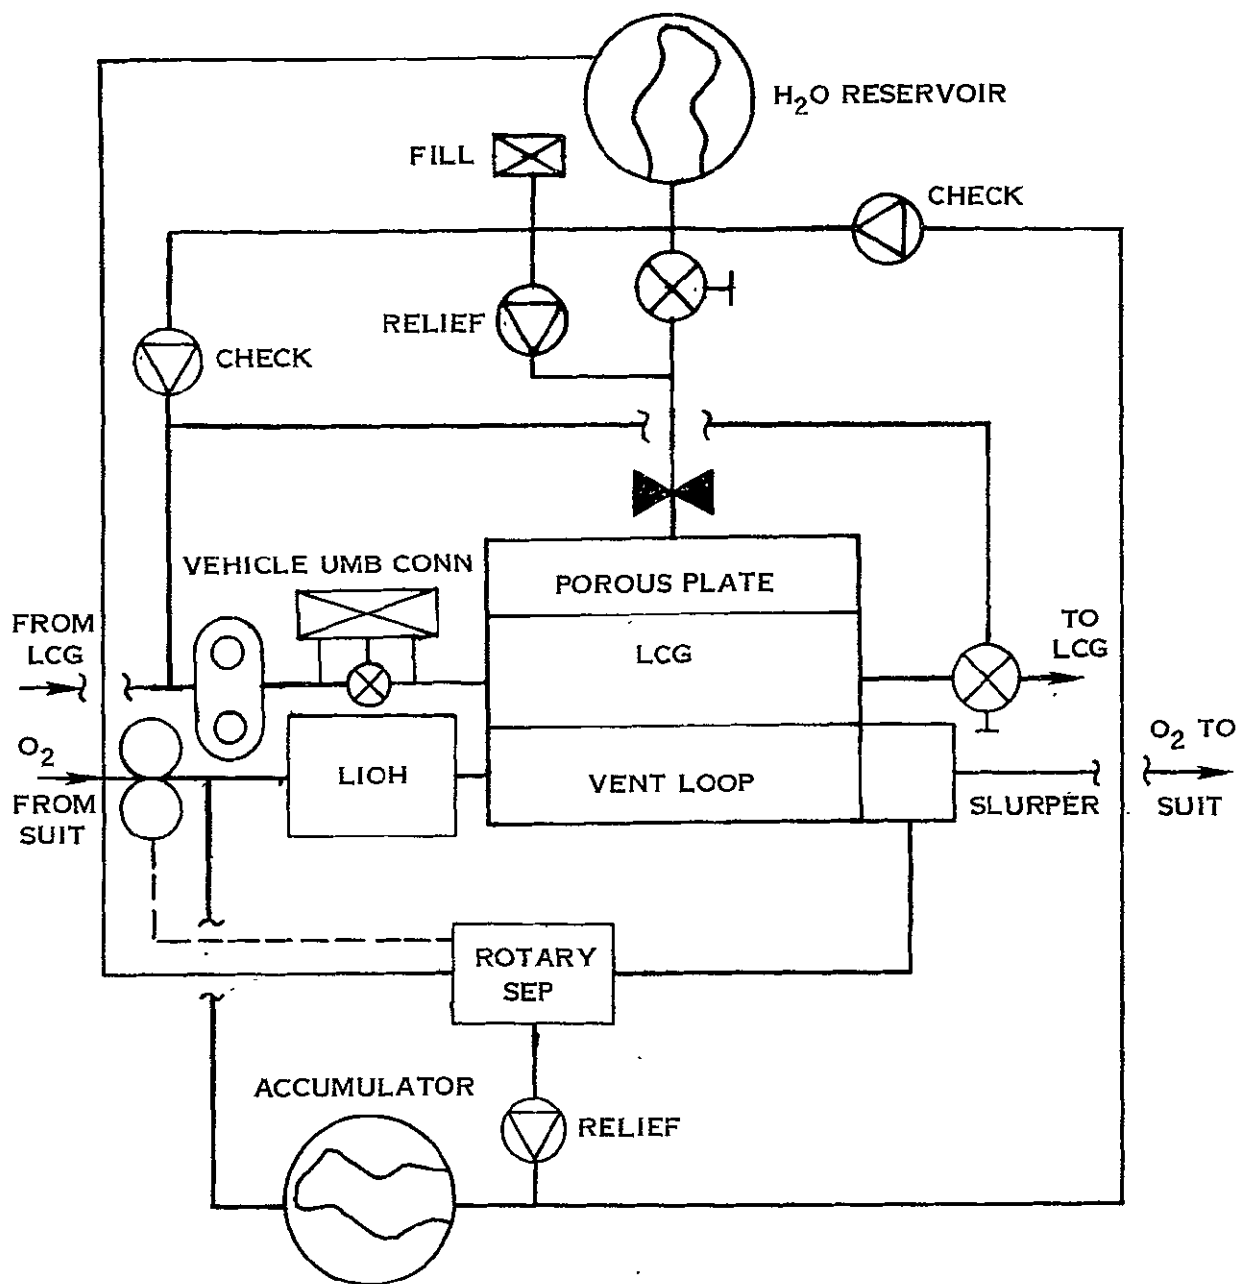 H₂O RESERVOIR
FILL
CHECK
RELIEF
CHECK
VEHICLE UMB CONN
POROUS PLATE
FROM
LCG
LCG
TO
LCG
O₂
FROM
SUIT
LIOH
VENT LOOP
SLURPER
O₂ TO
SUIT
ROTARY
SEP
ACCUMULATOR
RELIEF